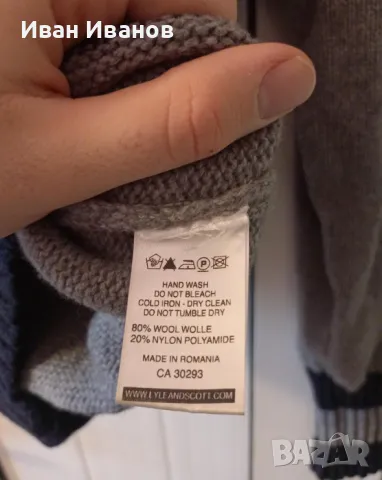 Иван Иванов
HAND WASH
DO NOT BLEACH
COLD IRON - DRY CLEAN
DO NOT TUMBLE DRY
80% WOOL WOLLE
20% NYLON POLYAMIDE
MADE IN ROMANIA
CA 30293
WWW.LYLEANDSCOTT.COM
BAZAR